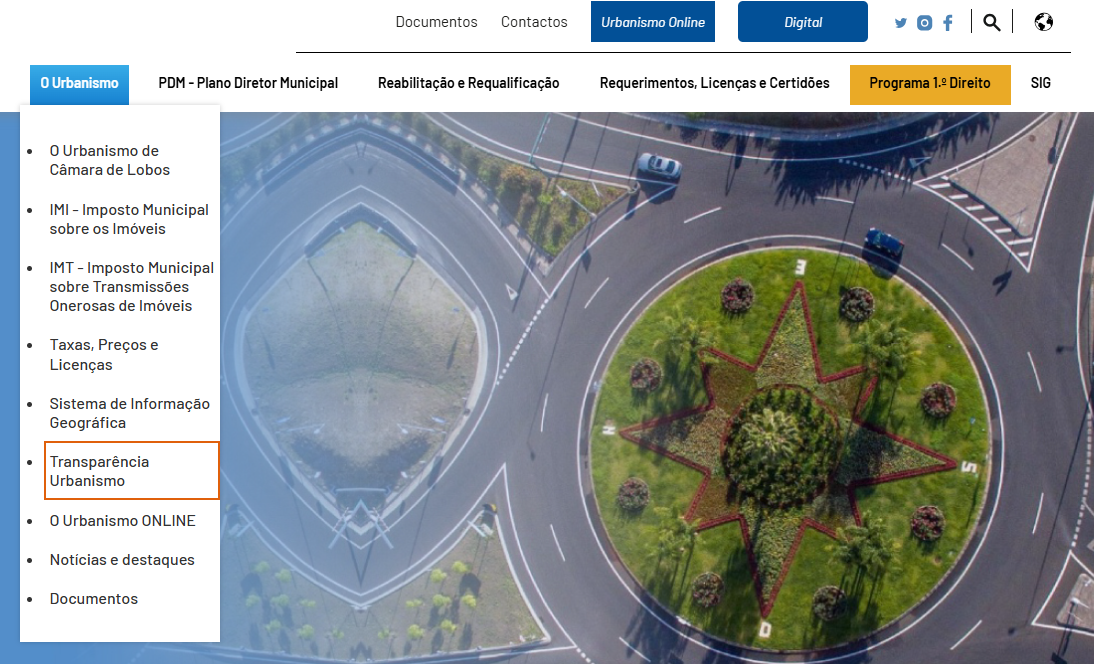 Documentos Contactos Urbanismo Online Digital
O Urbanismo PDM - Plano Diretor Municipal Reabilitação e Requalificação Requerimentos, Licenças e Certidões Programa 1.º Direito SIG
O Urbanismo de
Câmara de Lobos
IMI - Imposto Municipal
sobre os Imóveis
IMT - Imposto Municipal
sobre Transmissões
Onerosas de Imóveis
Taxas, Preços e
Licenças
Sistema de Informação
Geográfica
Transparência
Urbanismo
O Urbanismo ONLINE
Notícias e destaques
Documentos
E
N
S
O